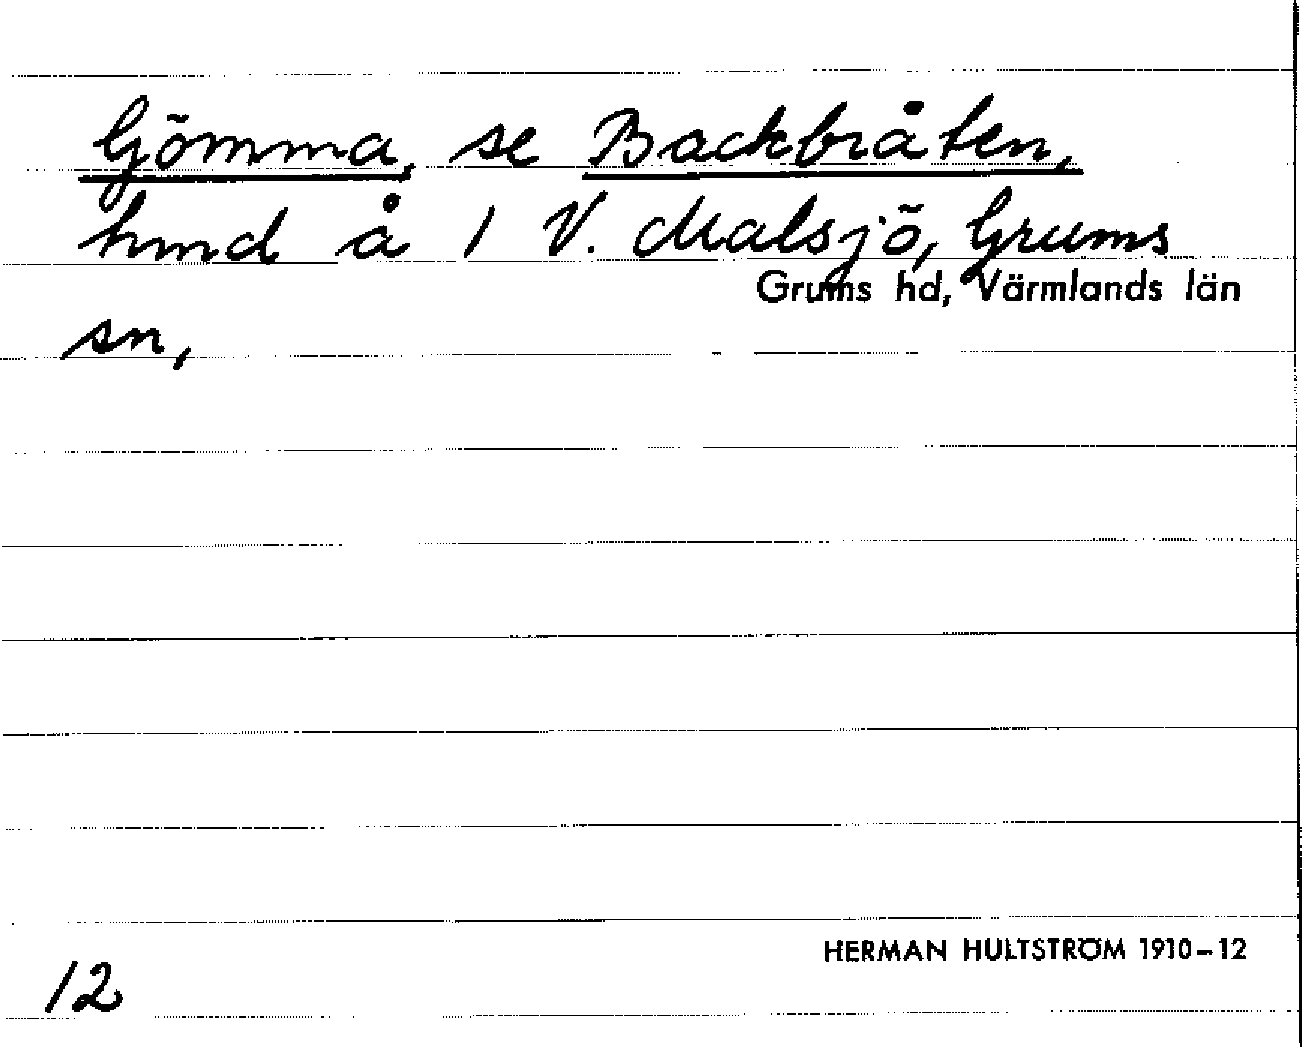 Gömma, se Backbråten,
hmd å 1 V. Malsjö, Grums
Grums hd, Värmlands län
sn,
HERMAN HULTSTRÖM 1910-12
12